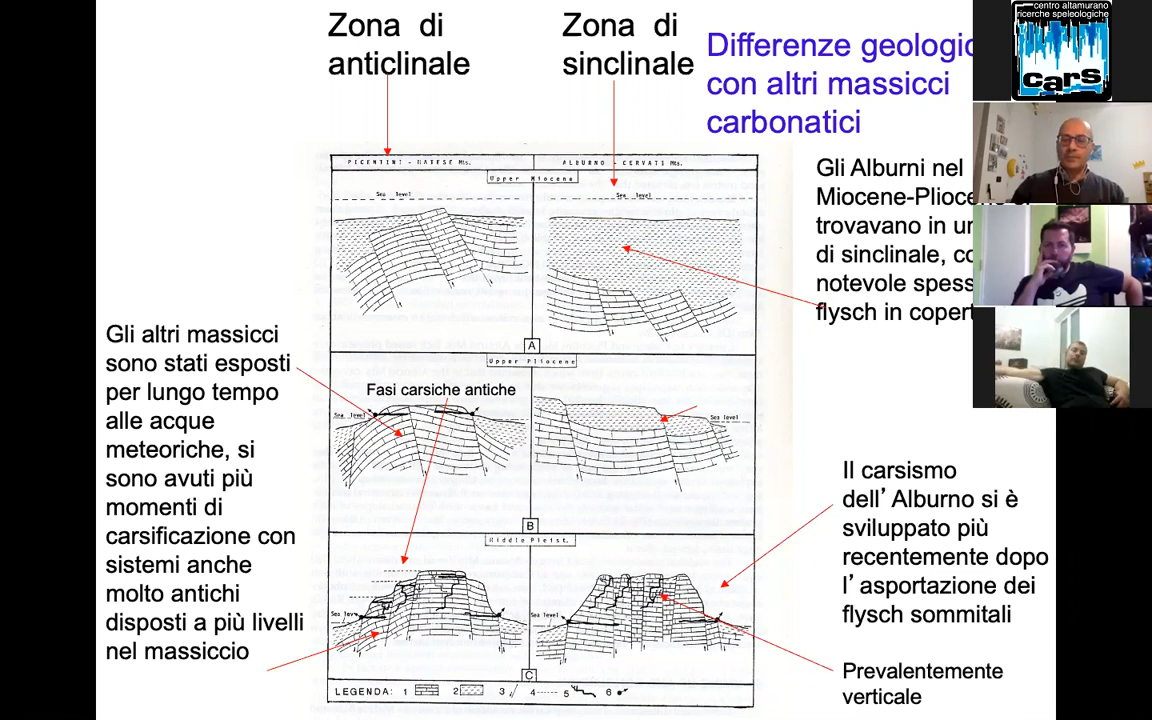 Zona di
anticlinale
Zona di
sinclinale
Differenze geologic
con altri massicci
carbonatici
centro altamurano
ricerche speleologiche
cars
PICENTINI - MATESE Mts.
ALBURNO - CERVATI Mts.
Upper Miocene
Sea level
Sea level
A
Gli Alburni nel
Miocene-Plioce
trovavano in un
di sinclinale, co
notevole spess
flysch in copert
Gli altri massicci
sono stati esposti
per lungo tempo
alle acque
meteoriche, si
sono avuti più
momenti di
carsificazione con
sistemi anche
molto antichi
disposti a più livelli
nel massiccio
Upper Pliocene
Fasi carsiche antiche
Sea level
Sea level
B
Middle Pleist.
Sea lev
Sea level
C
LEGENDA: 1 2 3 4 5 6
Il carsismo
dell’Alburno si è
sviluppato più
recentemente dopo
l’asportazione dei
flysch sommitali
Prevalentemente
verticale